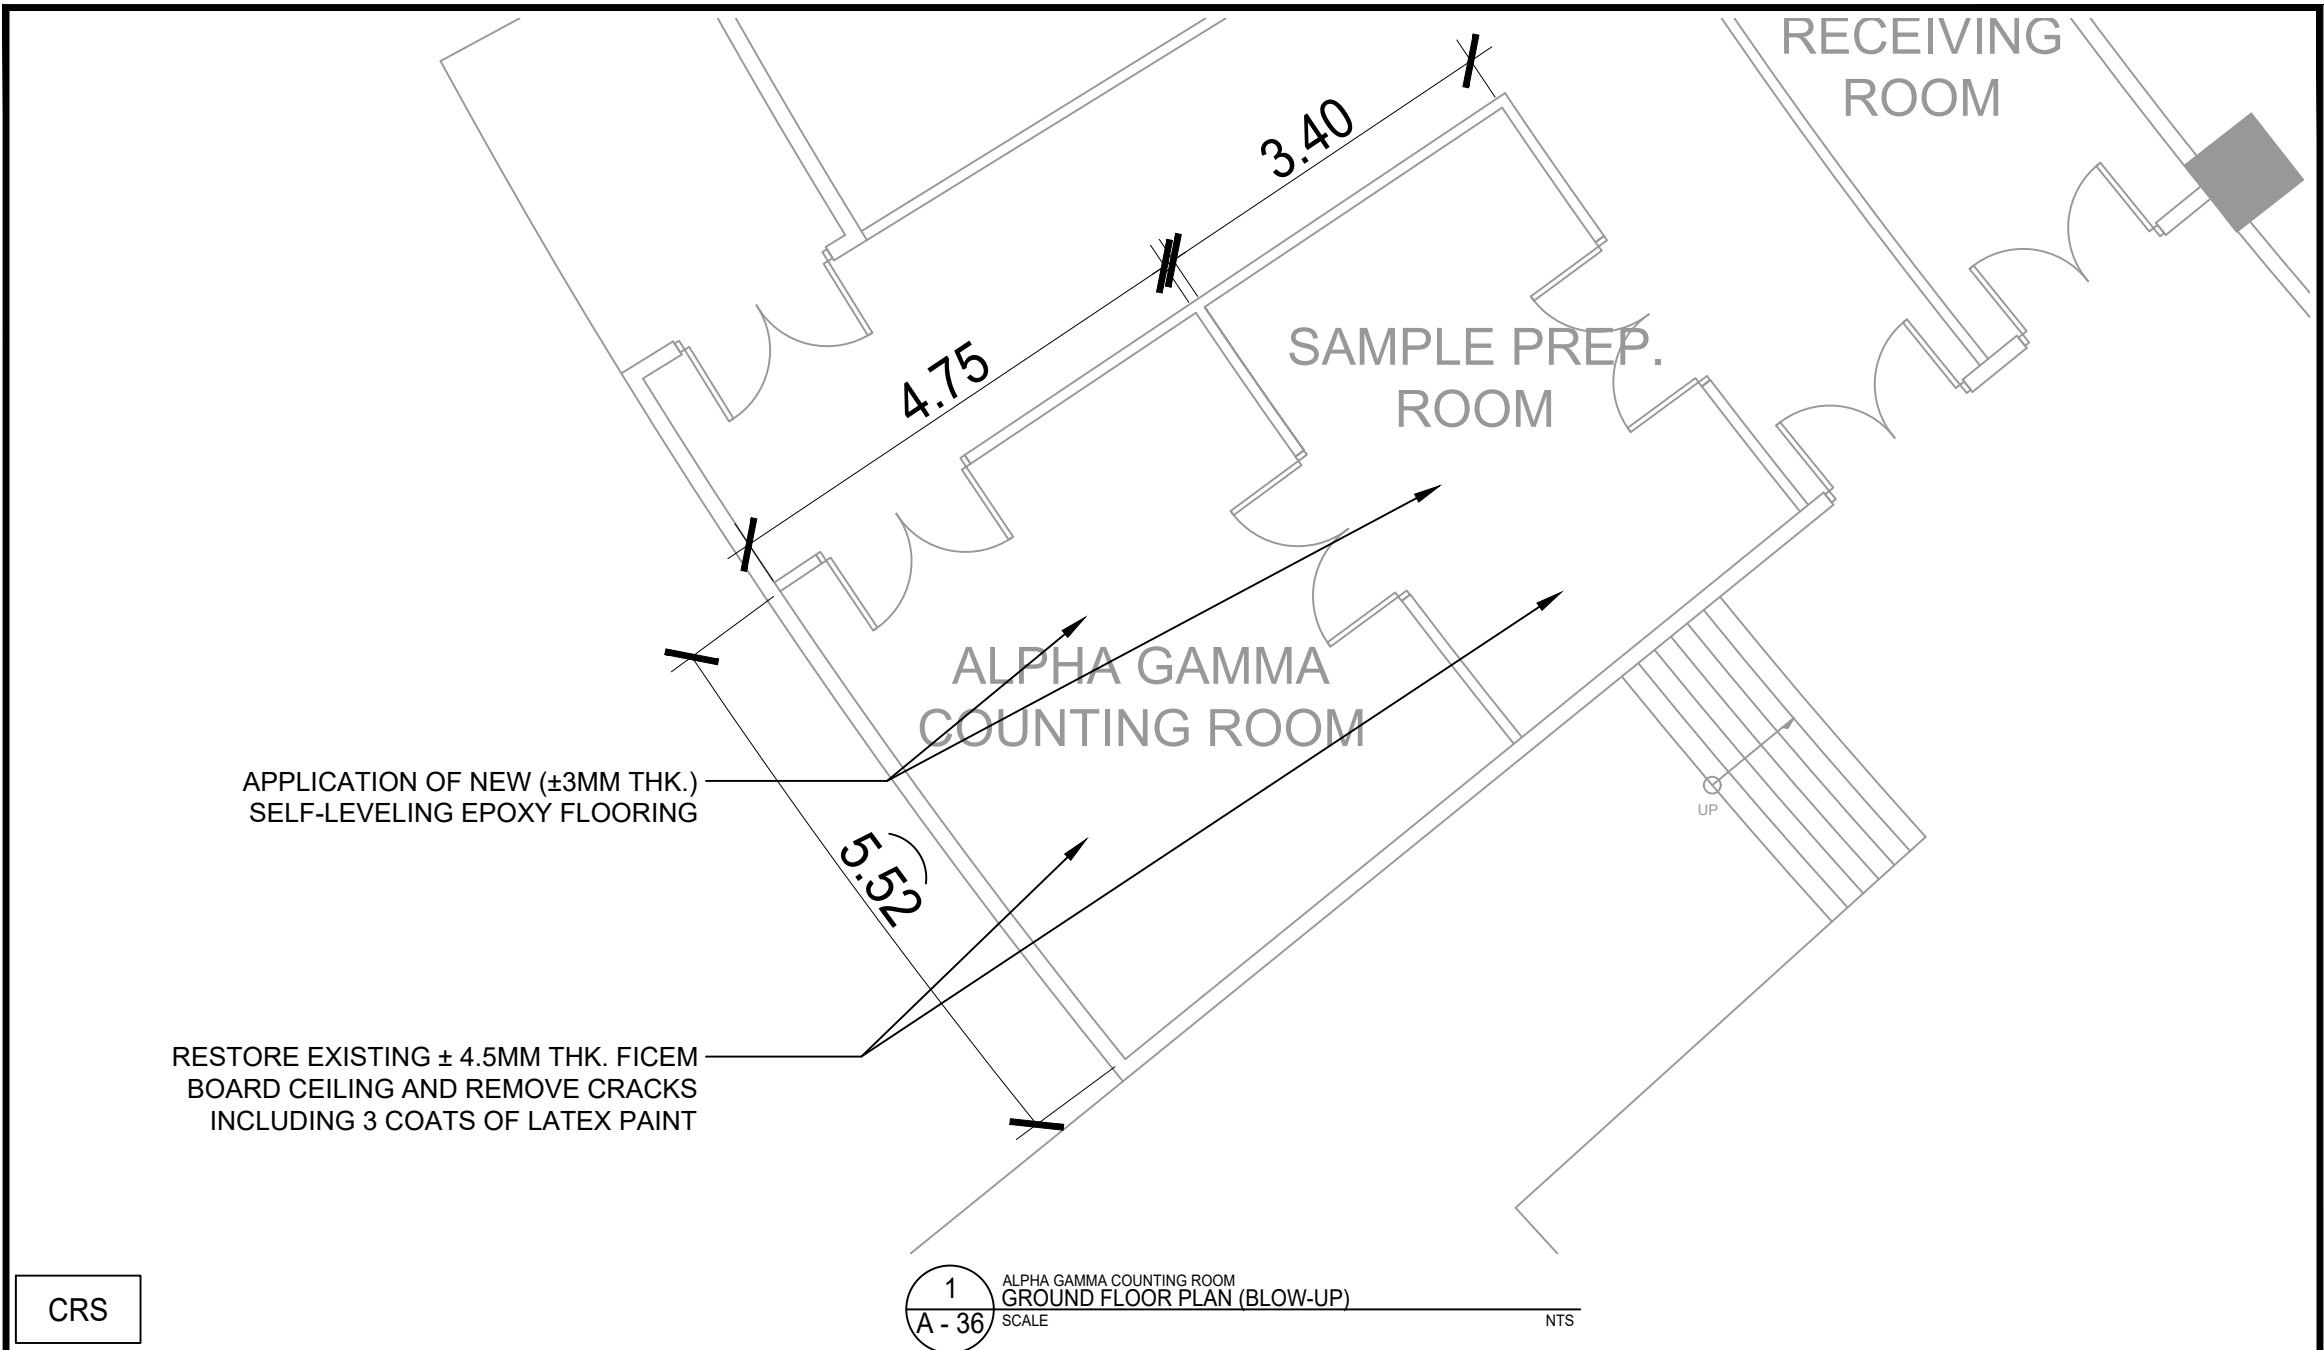 RECEIVING
ROOM
3.40
4.75
SAMPLE PREP.
ROOM
ALPHA GAMMA
COUNTING ROOM
APPLICATION OF NEW (±3MM THK.)
SELF-LEVELING EPOXY FLOORING
UP
5.52
RESTORE EXISTING ± 4.5MM THK. FICEM
BOARD CEILING AND REMOVE CRACKS
INCLUDING 3 COATS OF LATEX PAINT
CRS
1
A - 36
ALPHA GAMMA COUNTING ROOM
GROUND FLOOR PLAN (BLOW-UP)
SCALE NTS